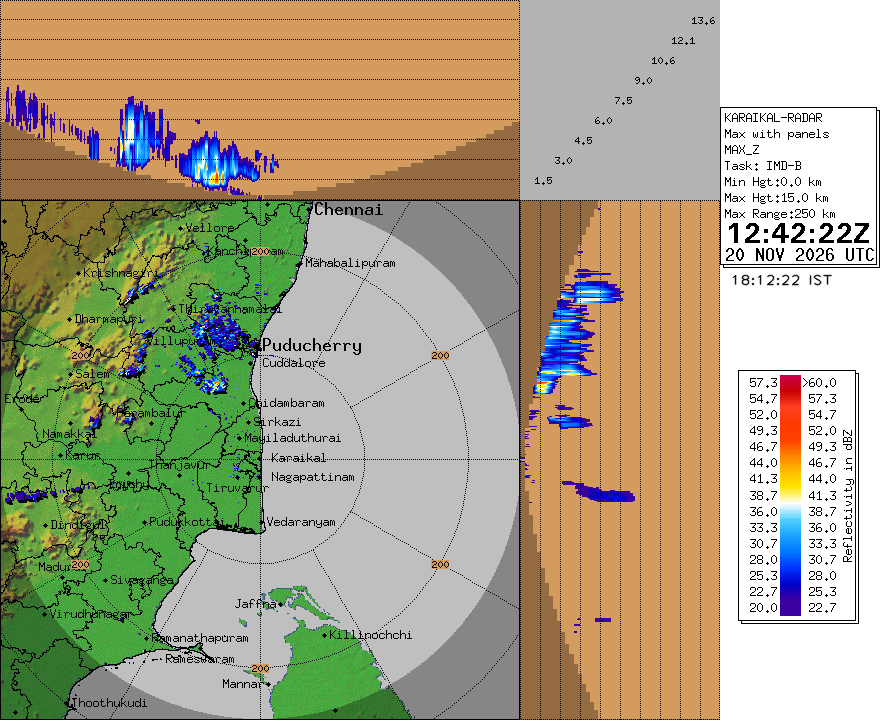 13.6
12.1
10.6
9.0
7.5
6.0
4.5
3.0
1.5
KARAIKAL-RADAR
Max with panels
MAX_Z
Task: IMD-B
Min Hgt:0.0 km
Max Hgt:15.0 km
Max Range:250 km
12:42:22Z
20 NOV 2026 UTC
18:12:22 IST
Chennai
Vellore
200
Mahabalipuram
Krishnagiri
Thiruvannamalai
Dharmapuri
Villupuram
Puducherry
200
200
Cuddalore
Salem
Erode
Chidambaram
Perambalur
Sirkazi
Namakkal
Mayiladuthurai
Karur
Karaikal
Thanjavur
Nagapattinam
Tiruvarur
Dindigul
Pudukkottai
Vedaranyam
200
200
Madurai
Sivaganga
Jaffna
Virudhunagar
Ramanathapuram
Killinochchi
Rameswaram
200
Mannar
Thoothukudi
57.3 >60.0
54.7 57.3
52.0 54.7
49.3 52.0
46.7 49.3
44.0 46.7
41.3 44.0
38.7 41.3
36.0 38.7
33.3 36.0
30.7 33.3
28.0 30.7
25.3 28.0
22.7 25.3
20.0 22.7
Reflectivity in dBZ